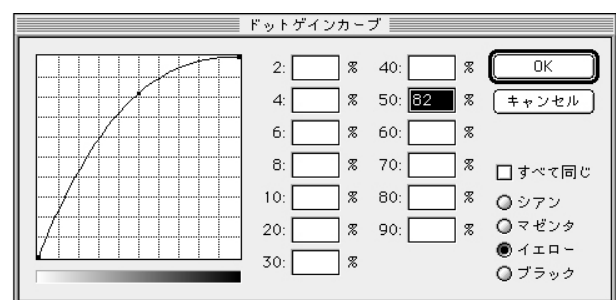 ドットゲインカーブ
2: %
4: %
6: %
8: %
10: %
20: %
30: %
40: %
50: 82 %
60: %
70: %
80: %
90: %
OK
キャンセル
すべて同じ
シアン
マゼンタ
イエロー
ブラック